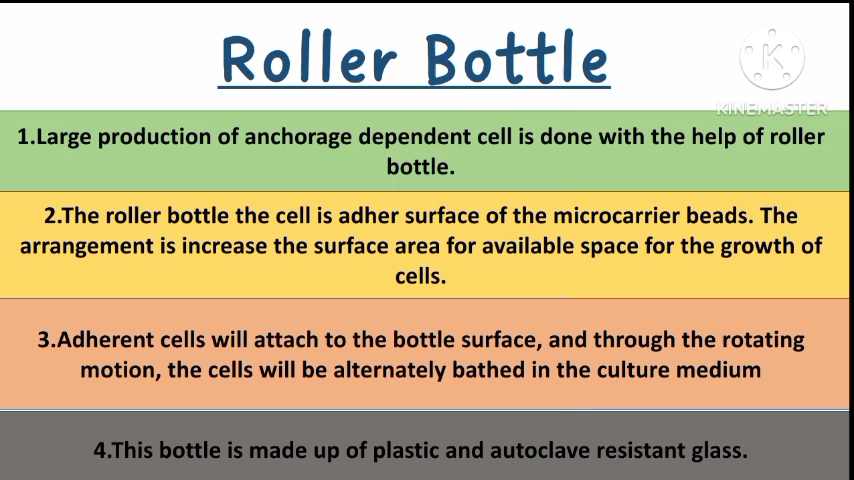 Roller Bottle
K
KINEMASTER
1.Large production of anchorage dependent cell is done with the help of roller
bottle.
2.The roller bottle the cell is adher surface of the microcarrier beads. The
arrangement is increase the surface area for available space for the growth of
cells.
3.Adherent cells will attach to the bottle surface, and through the rotating
motion, the cells will be alternately bathed in the culture medium
4.This bottle is made up of plastic and autoclave resistant glass.